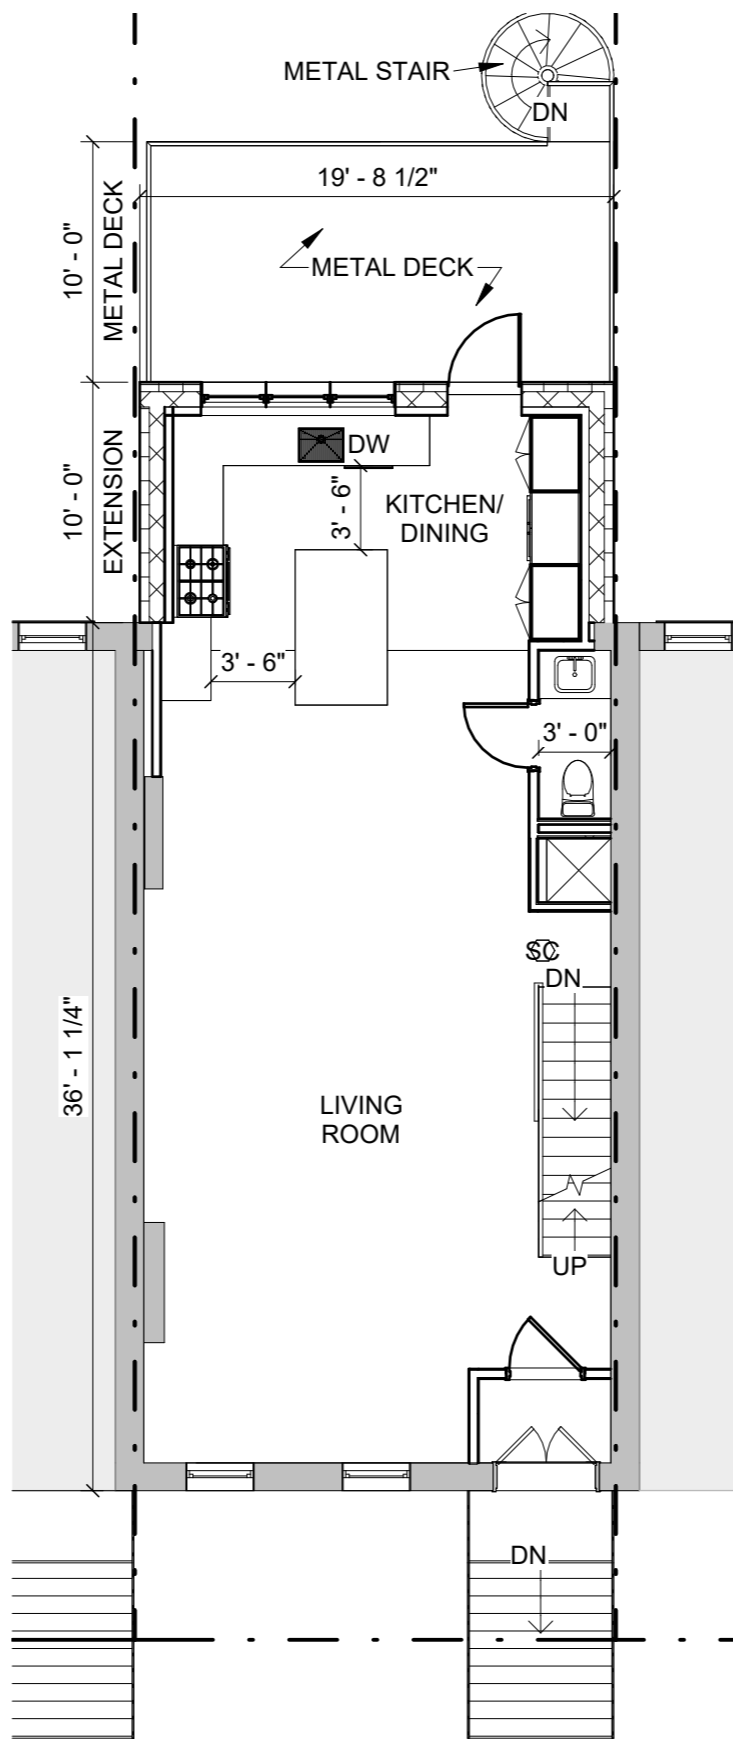 METAL STAIR
DN
19' - 8 1/2"
10' - 0"
METAL DECK
METAL DECK
10' - 0"
EXTENSION
DW
3' - 6"
KITCHEN/
DINING
3' - 6"
3' - 0"
SC
DN
36' - 1 1/4"
LIVING
ROOM
UP
DN